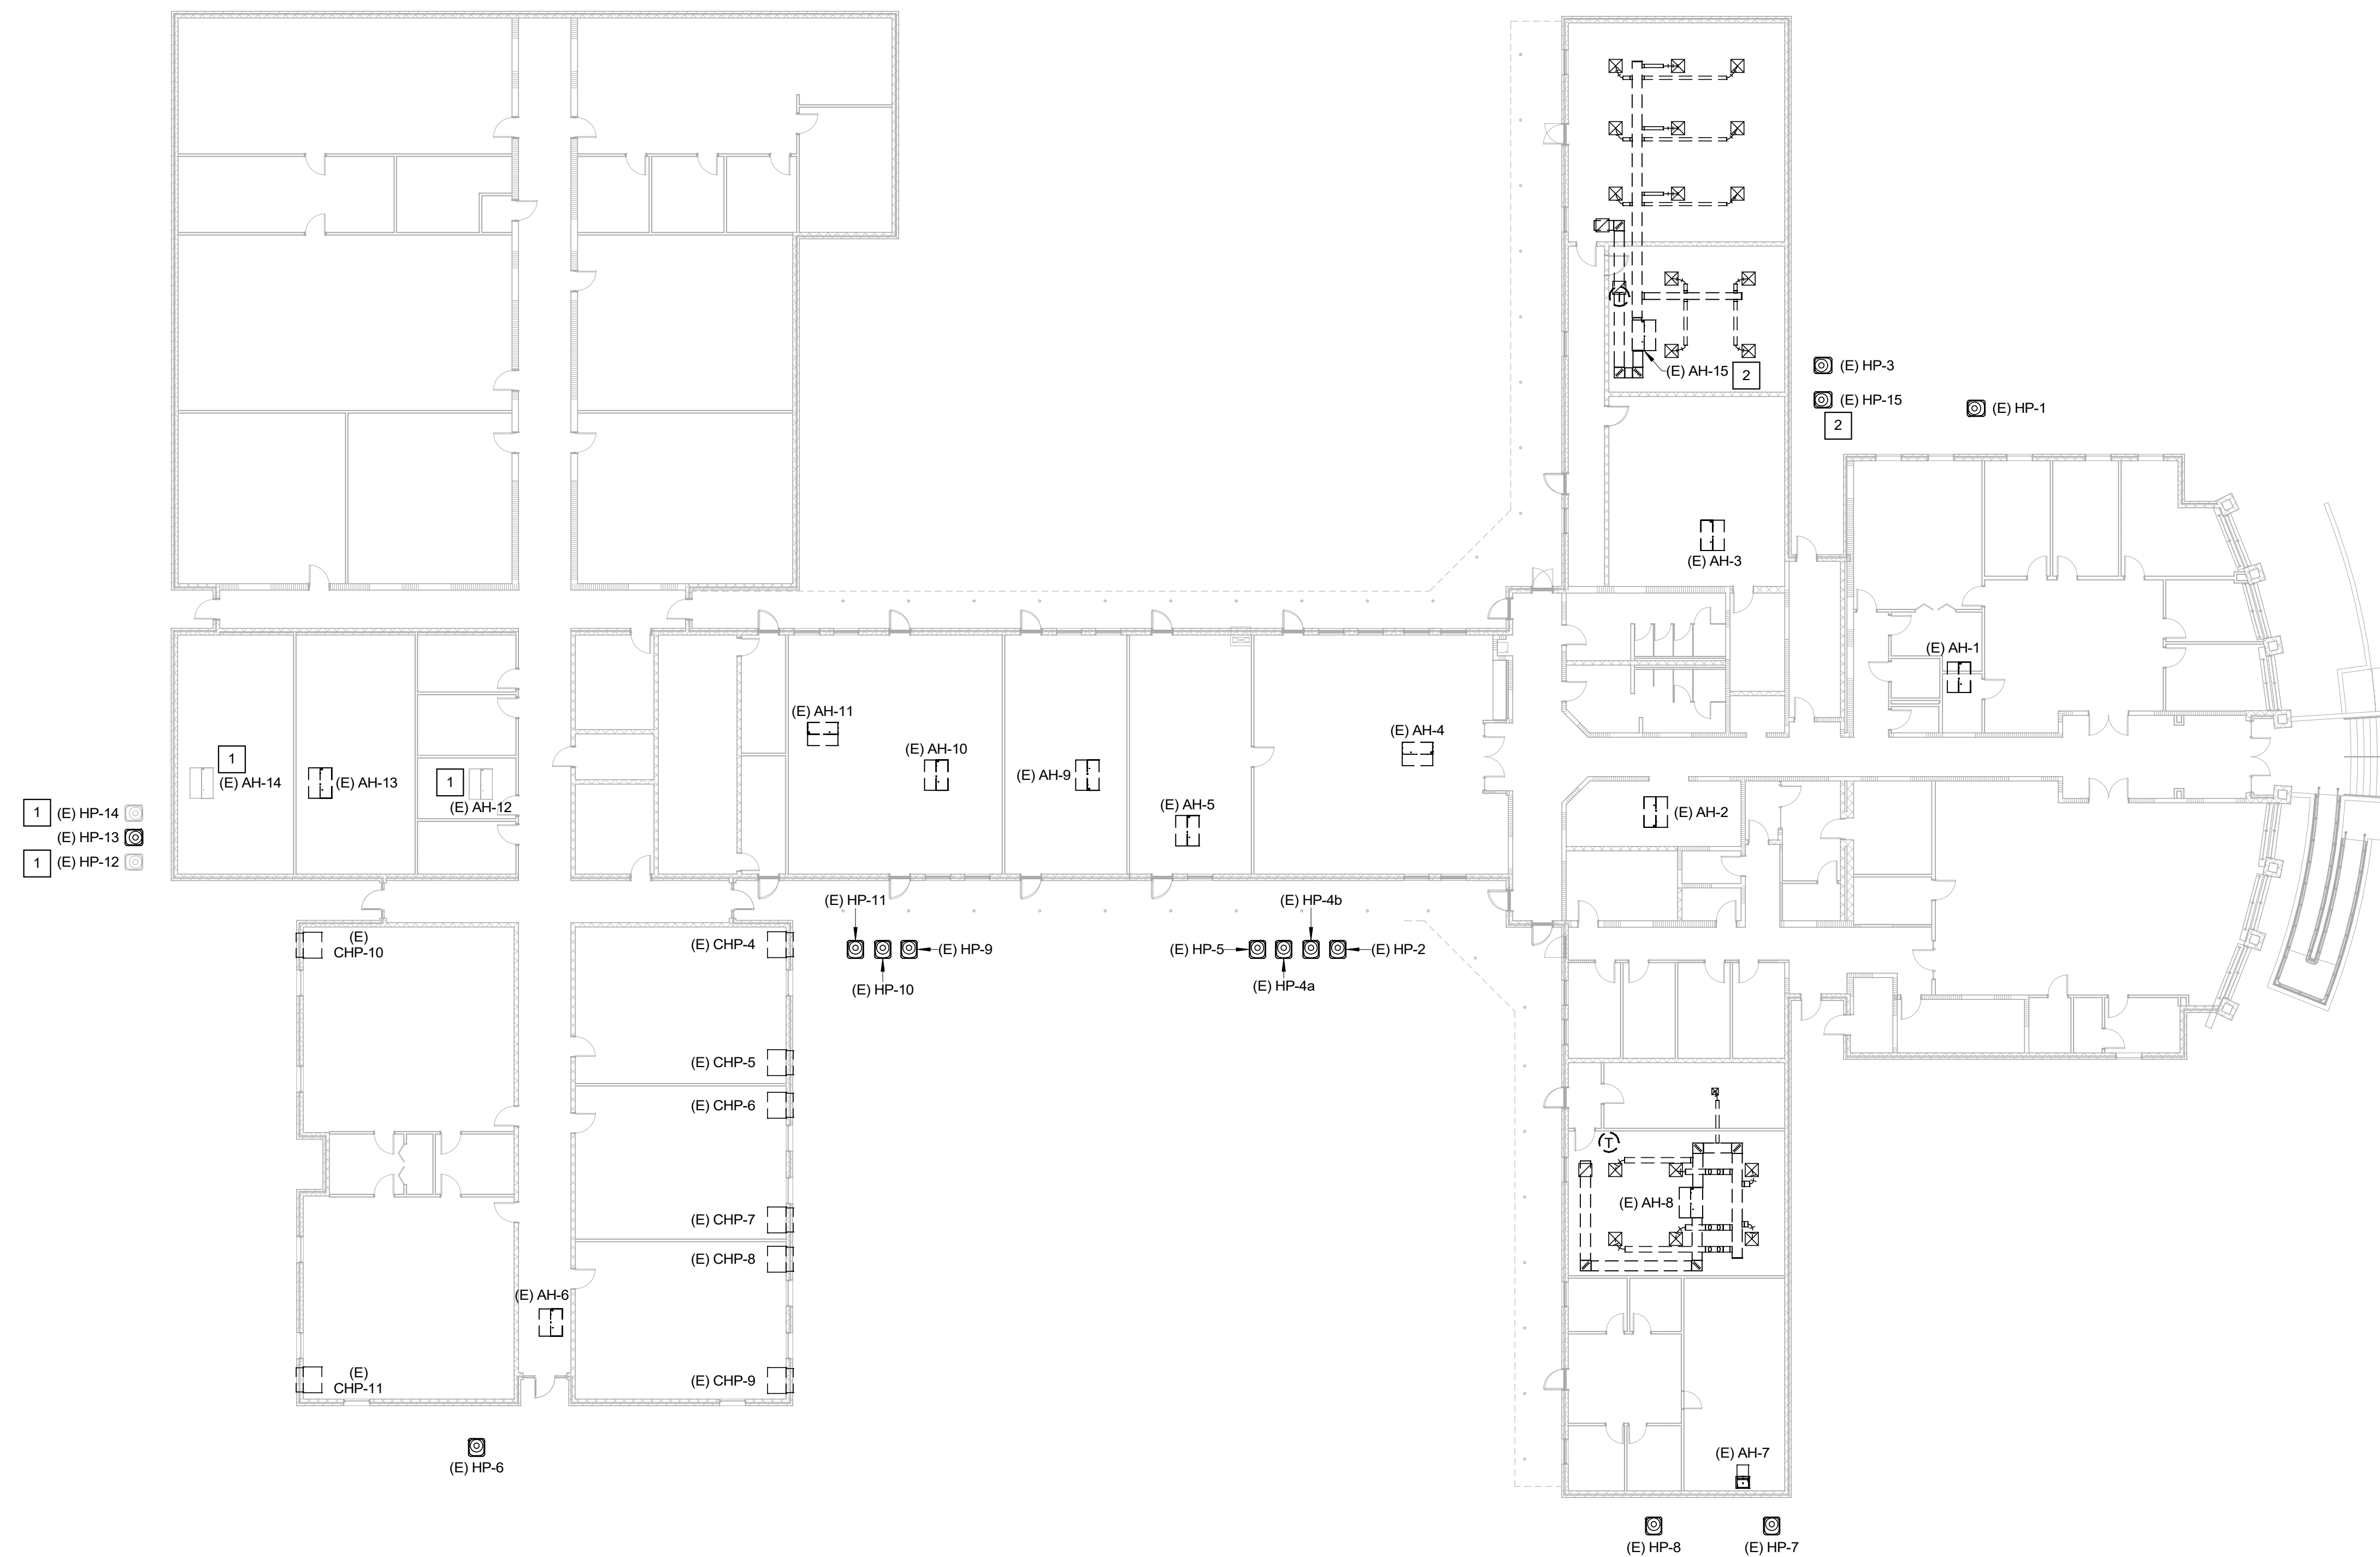 (E) HP-3
(E) AH-15
2
(E) HP-15
2
(E) HP-1
(E) AH-3
(E) AH-1
(E) AH-11
(E) AH-10
(E) AH-4
1
(E) AH-14
(E) AH-13
1
(E) AH-12
(E) AH-9
(E) AH-5
(E) AH-2
1
(E) HP-14
(E) HP-13
1
(E) HP-12
(E) HP-11
(E) HP-9
(E) HP-10
(E) HP-4b
(E) HP-5
(E) HP-2
(E) HP-4a
(E)
CHP-10
(E) CHP-4
(E) CHP-5
(E) CHP-6
T
T
(E) CHP-7
(E) AH-8
(E) CHP-8
(E) AH-6
(E)
CHP-11
(E) CHP-9
(E) HP-6
(E) AH-7
(E) HP-8
(E) HP-7